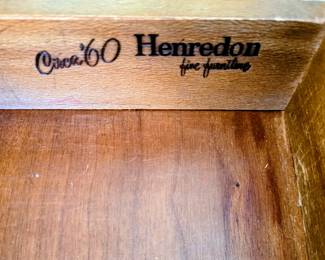 Circa '60 Henredon
fine furniture